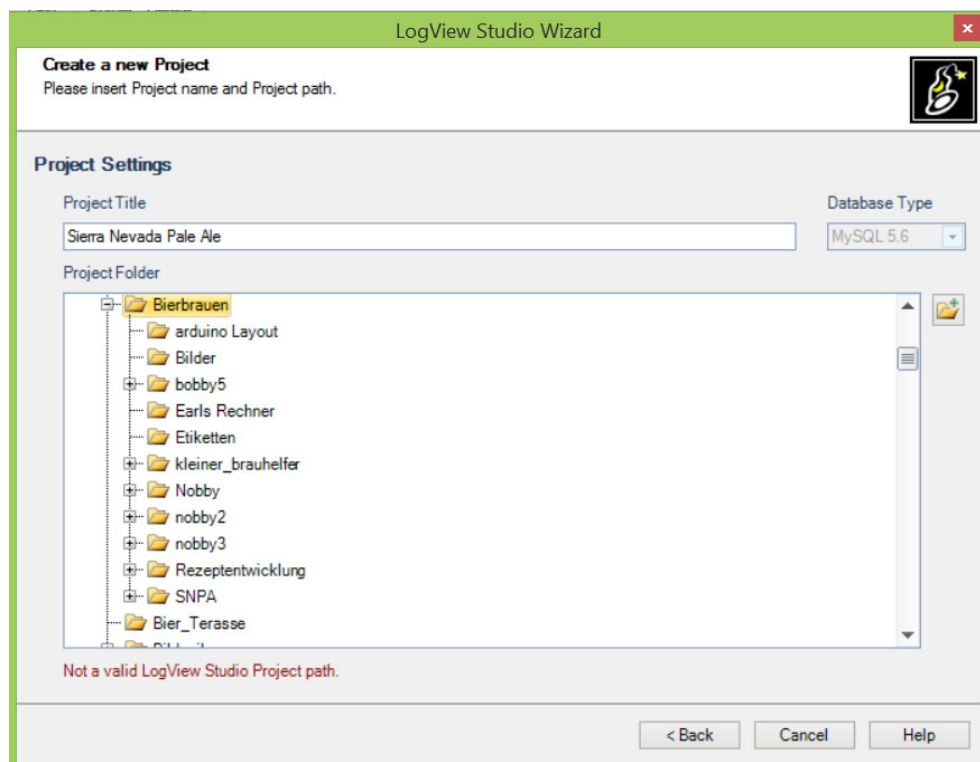 LogView Studio Wizard
Create a new Project
Please insert Project name and Project path.
Project Settings
Project Title
Database Type
Sierra Nevada Pale Ale
MySQL 5.6
Project Folder
Bierbrauen
arduino Layout
Bilder
bobby5
Earls Rechner
Etiketten
kleiner_brauhelfer
Nobby
nobby2
nobby3
Rezeptentwicklung
SNPA
Bier_Terasse
Not a valid LogView Studio Project path.
< Back
Cancel
Help